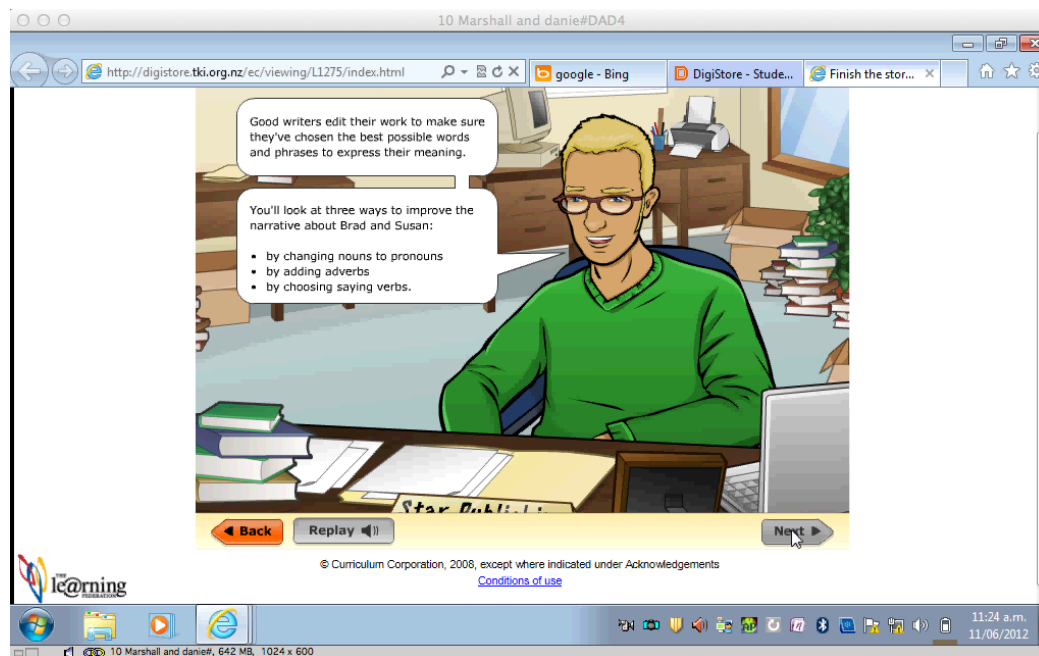 10 Marshall and danie#DAD4
http://digistore.tki.org.nz/ec/viewing/L1275/index.html
google - Bing
DigiStore - Stude...
Finish the stor...
Good writers edit their work to make sure
they've chosen the best possible words
and phrases to express their meaning.
You'll look at three ways to improve the
narrative about Brad and Susan:
• by changing nouns to pronouns
• by adding adverbs
• by choosing saying verbs.
Star
Back
Replay
Next
© Curriculum Corporation, 2008, except where indicated under Acknowledgements
Conditions of use
THE
le@rning
FEDERATION
11:24 a.m.
11/06/2012
10 Marshall and danie#, 642 MB, 1024 x 600